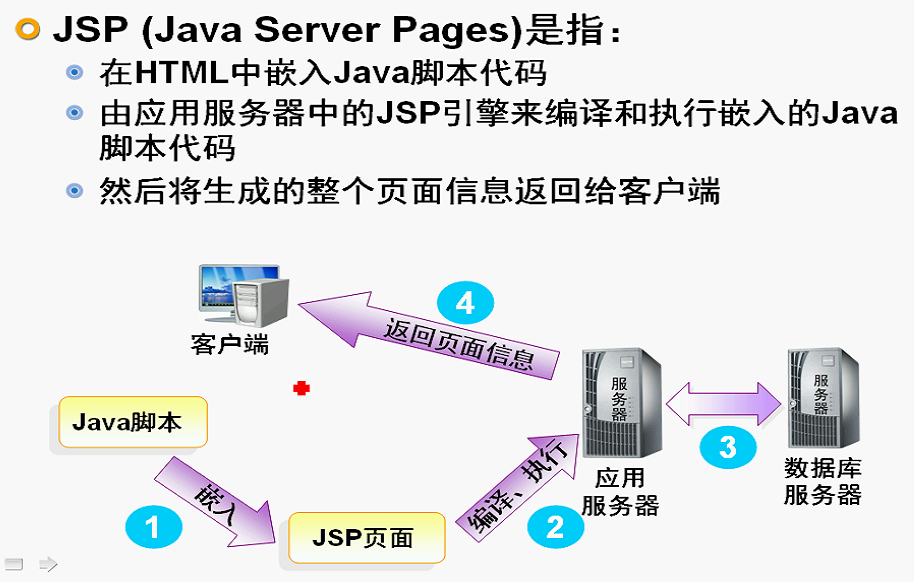 JSP (Java Server Pages)是指：
在HTML中嵌入Java脚本代码
由应用服务器中的JSP引擎来编译和执行嵌入的Java
脚本代码
然后将生成的整个页面信息返回给客户端
4
返回页面信息
客户端
服务器
服务器
Java脚本
3
嵌入
编译、执行
应用
服务器
数据库
服务器
1
JSP页面
2